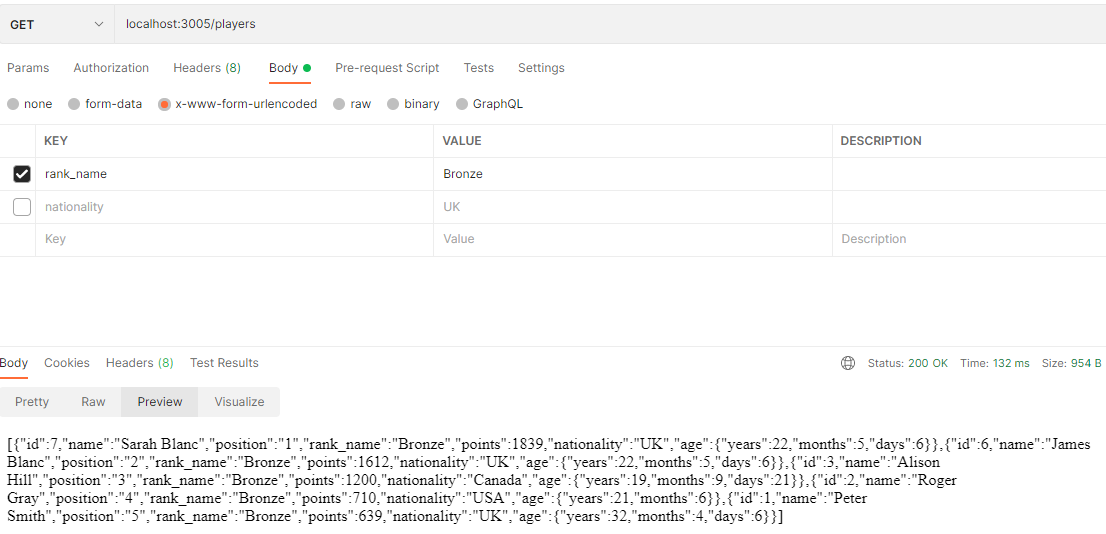 GET localhost:3005/players
Params Authorization Headers (8) Body Pre-request Script Tests Settings
none form-data x-www-form-urlencoded raw binary GraphQL
KEY VALUE DESCRIPTION
rank_name Bronze
nationality UK
Key Value Description
Body Cookies Headers (8) Test Results Status: 200 OK Time: 132 ms Size: 954 B
Pretty Raw Preview Visualize
[{"id":7,"name":"Sarah Blanc","position":"1","rank_name":"Bronze","points":1839,"nationality":"UK","age":{"years":22,"months":5,"days":6}},{"id":6,"name":"James
Blanc","position":"2","rank_name":"Bronze","points":1612,"nationality":"UK","age":{"years":22,"months":5,"days":6}},{"id":3,"name":"Alison
Hill","position":"3","rank_name":"Bronze","points":1200,"nationality":"Canada","age":{"years":19,"months":9,"days":21}},{"id":2,"name":"Roger
Gray","position":"4","rank_name":"Bronze","points":710,"nationality":"USA","age":{"years":21,"months":6}},{"id":1,"name":"Peter
Smith","position":"5","rank_name":"Bronze","points":639,"nationality":"UK","age":{"years":32,"months":4,"days":6}}]